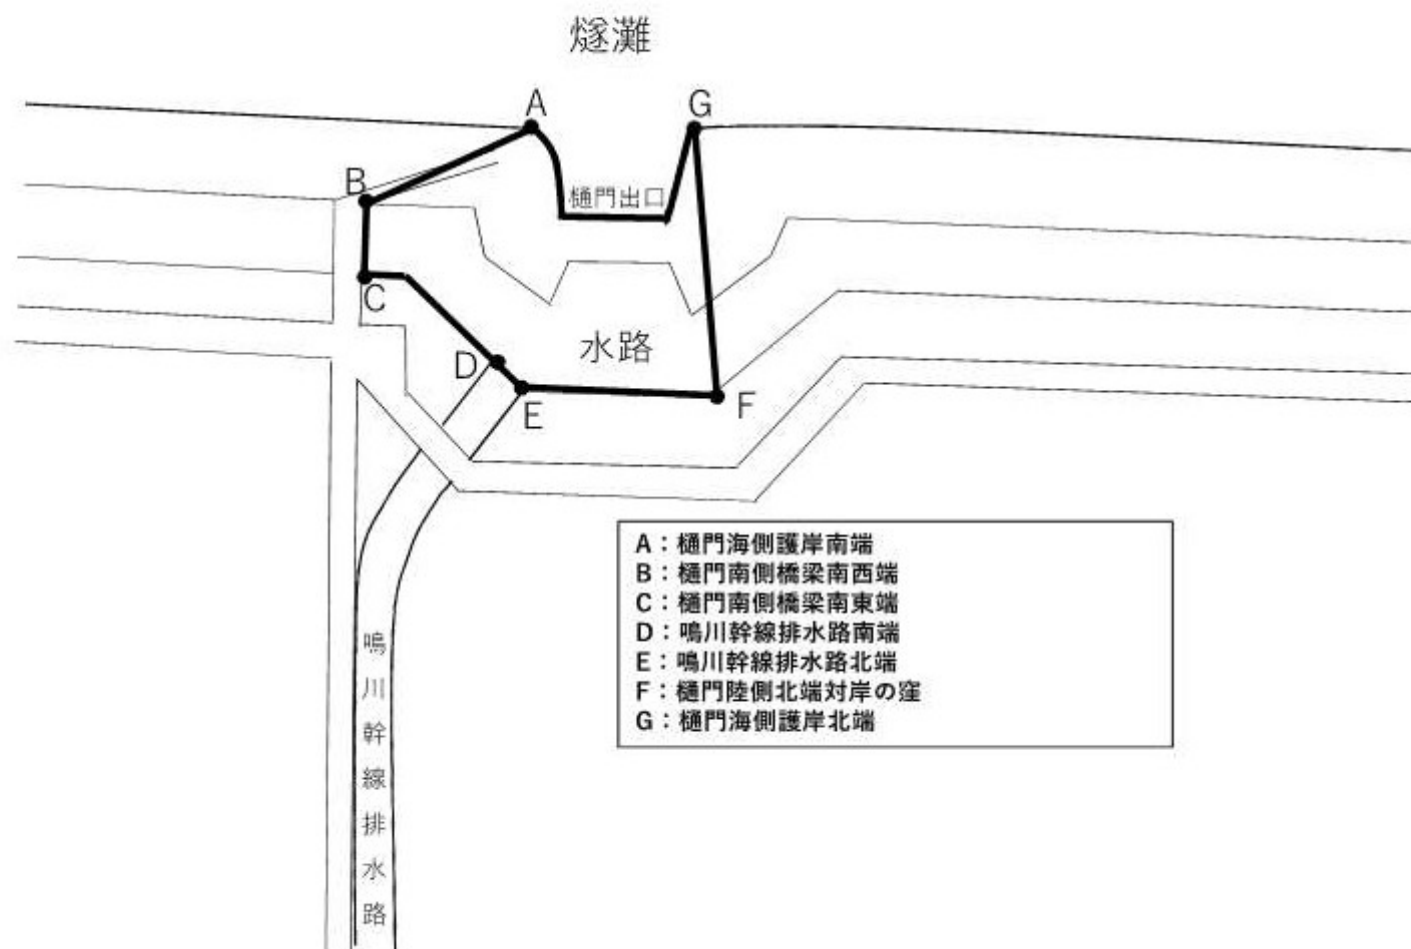 燧灘
A
G
B
樋門出口
C
水路
D
E
F
A：樋門海側護岸南端
B：樋門南側橋梁南西端
C：樋門南側橋梁南東端
D：鳴川幹線排水路南端
E：鳴川幹線排水路北端
F：樋門陸側北端対岸の窪
G：樋門海側護岸北端
鳴川幹線排水路